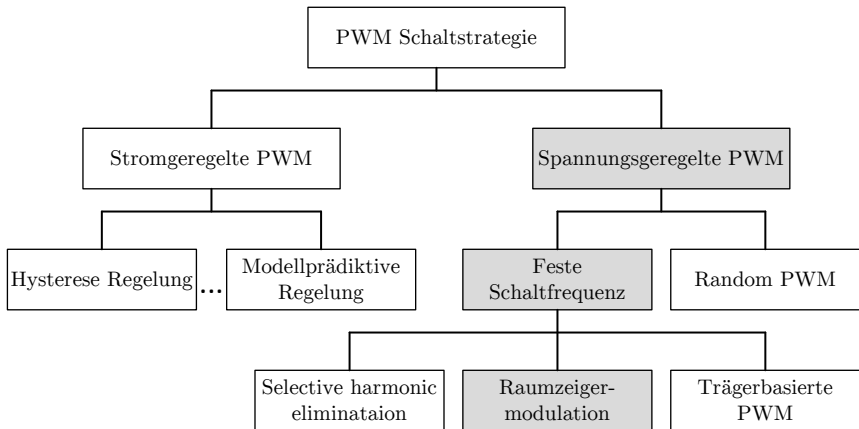 PWM Schaltstrategie
Stromgeregelte PWM
Spannungsgeregelte PWM
Hysterese Regelung
...
Modellprädiktive
Regelung
Feste
Schaltfrequenz
Random PWM
Selective harmonic
eliminataion
Raumzeiger-
modulation
Trägerbasierte
PWM